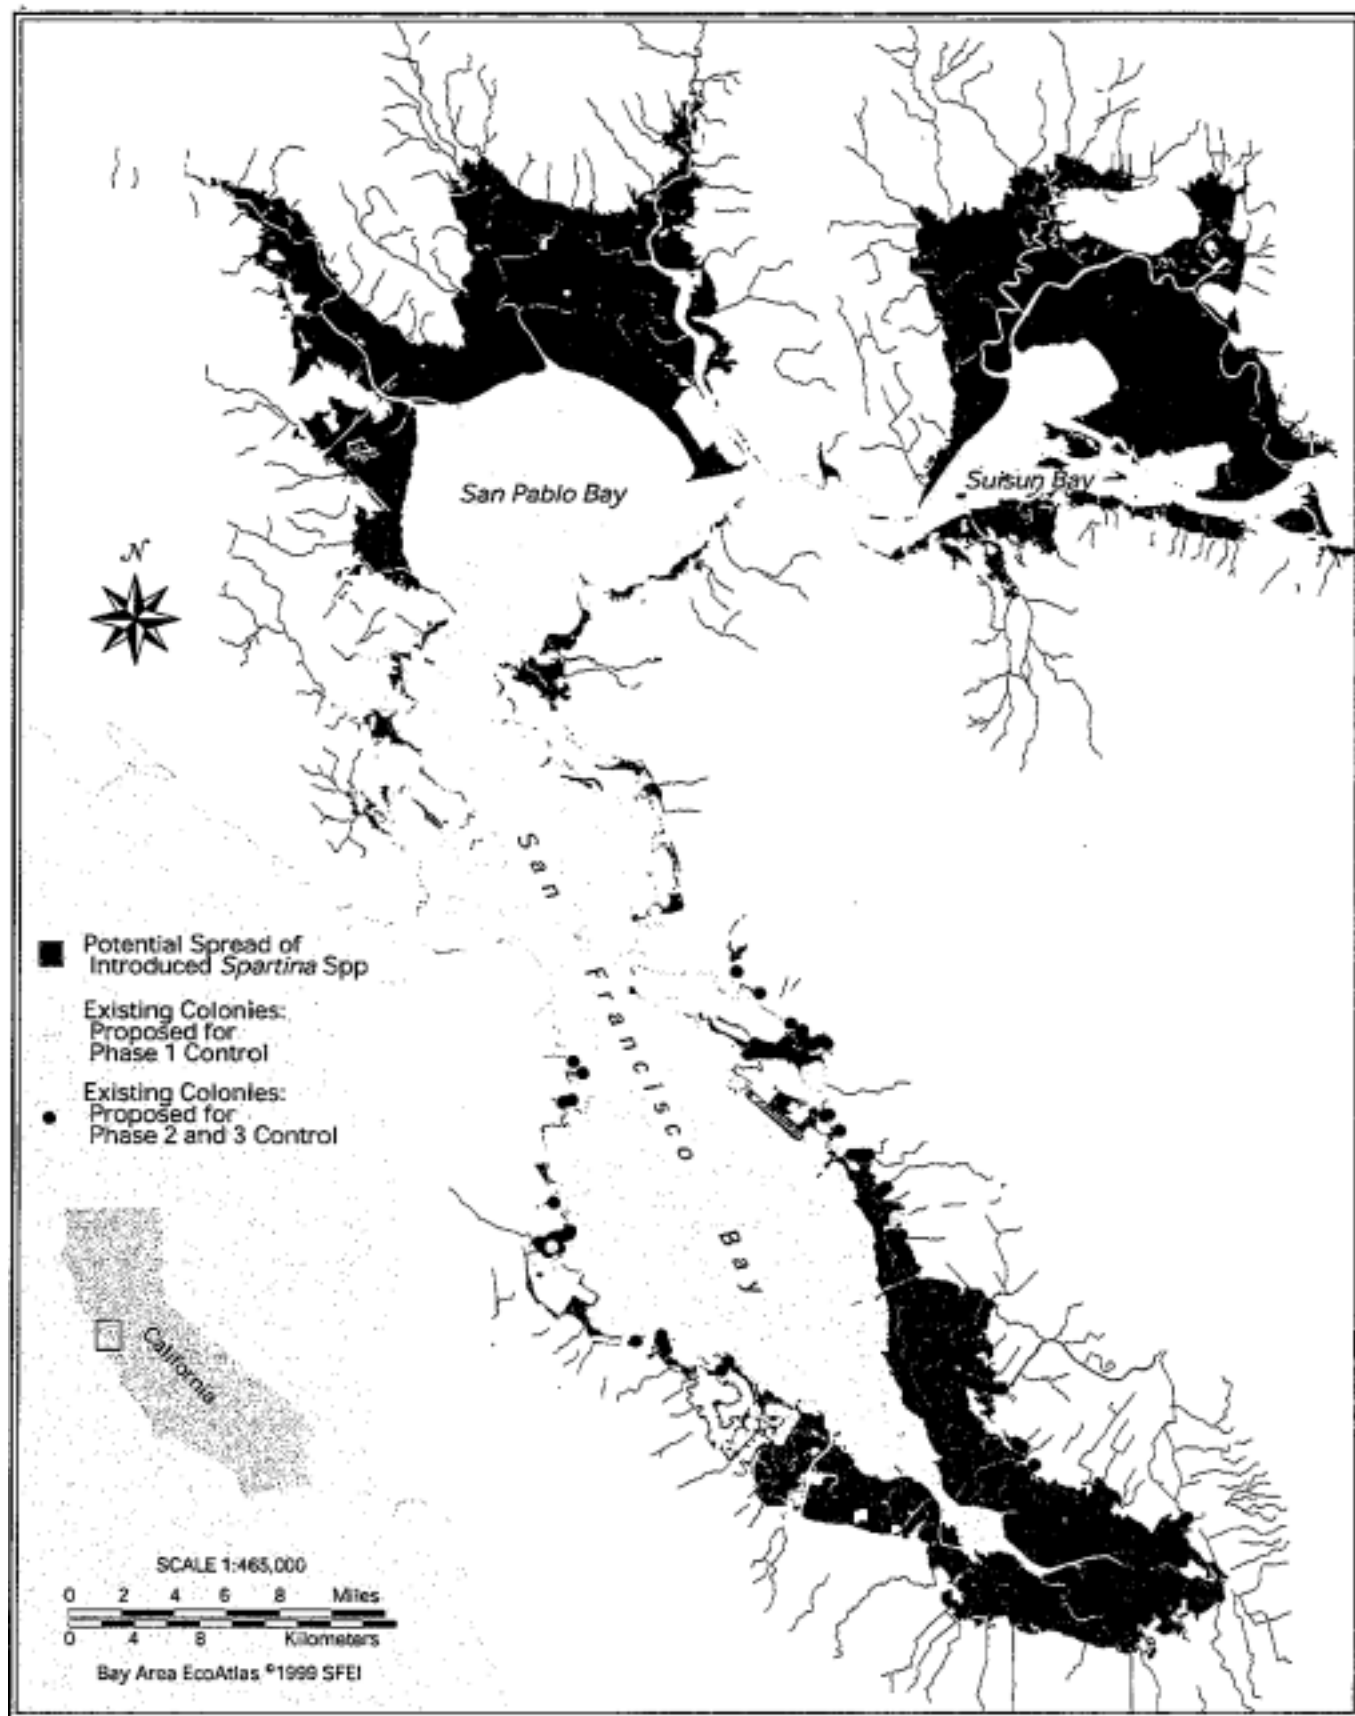 San Pablo Bay
Suisun Bay
N
San Francisco Bay
Potential Spread of
Introduced Spartina Spp
Existing Colonies:
Proposed for
Phase 1 Control
Existing Colonies:
Proposed for
Phase 2 and 3 Control
California
SCALE 1:465,000
0 2 4 6 8 Miles
0 4 8 Kilometers
Bay Area EcoAtlas ©1999 SFEI